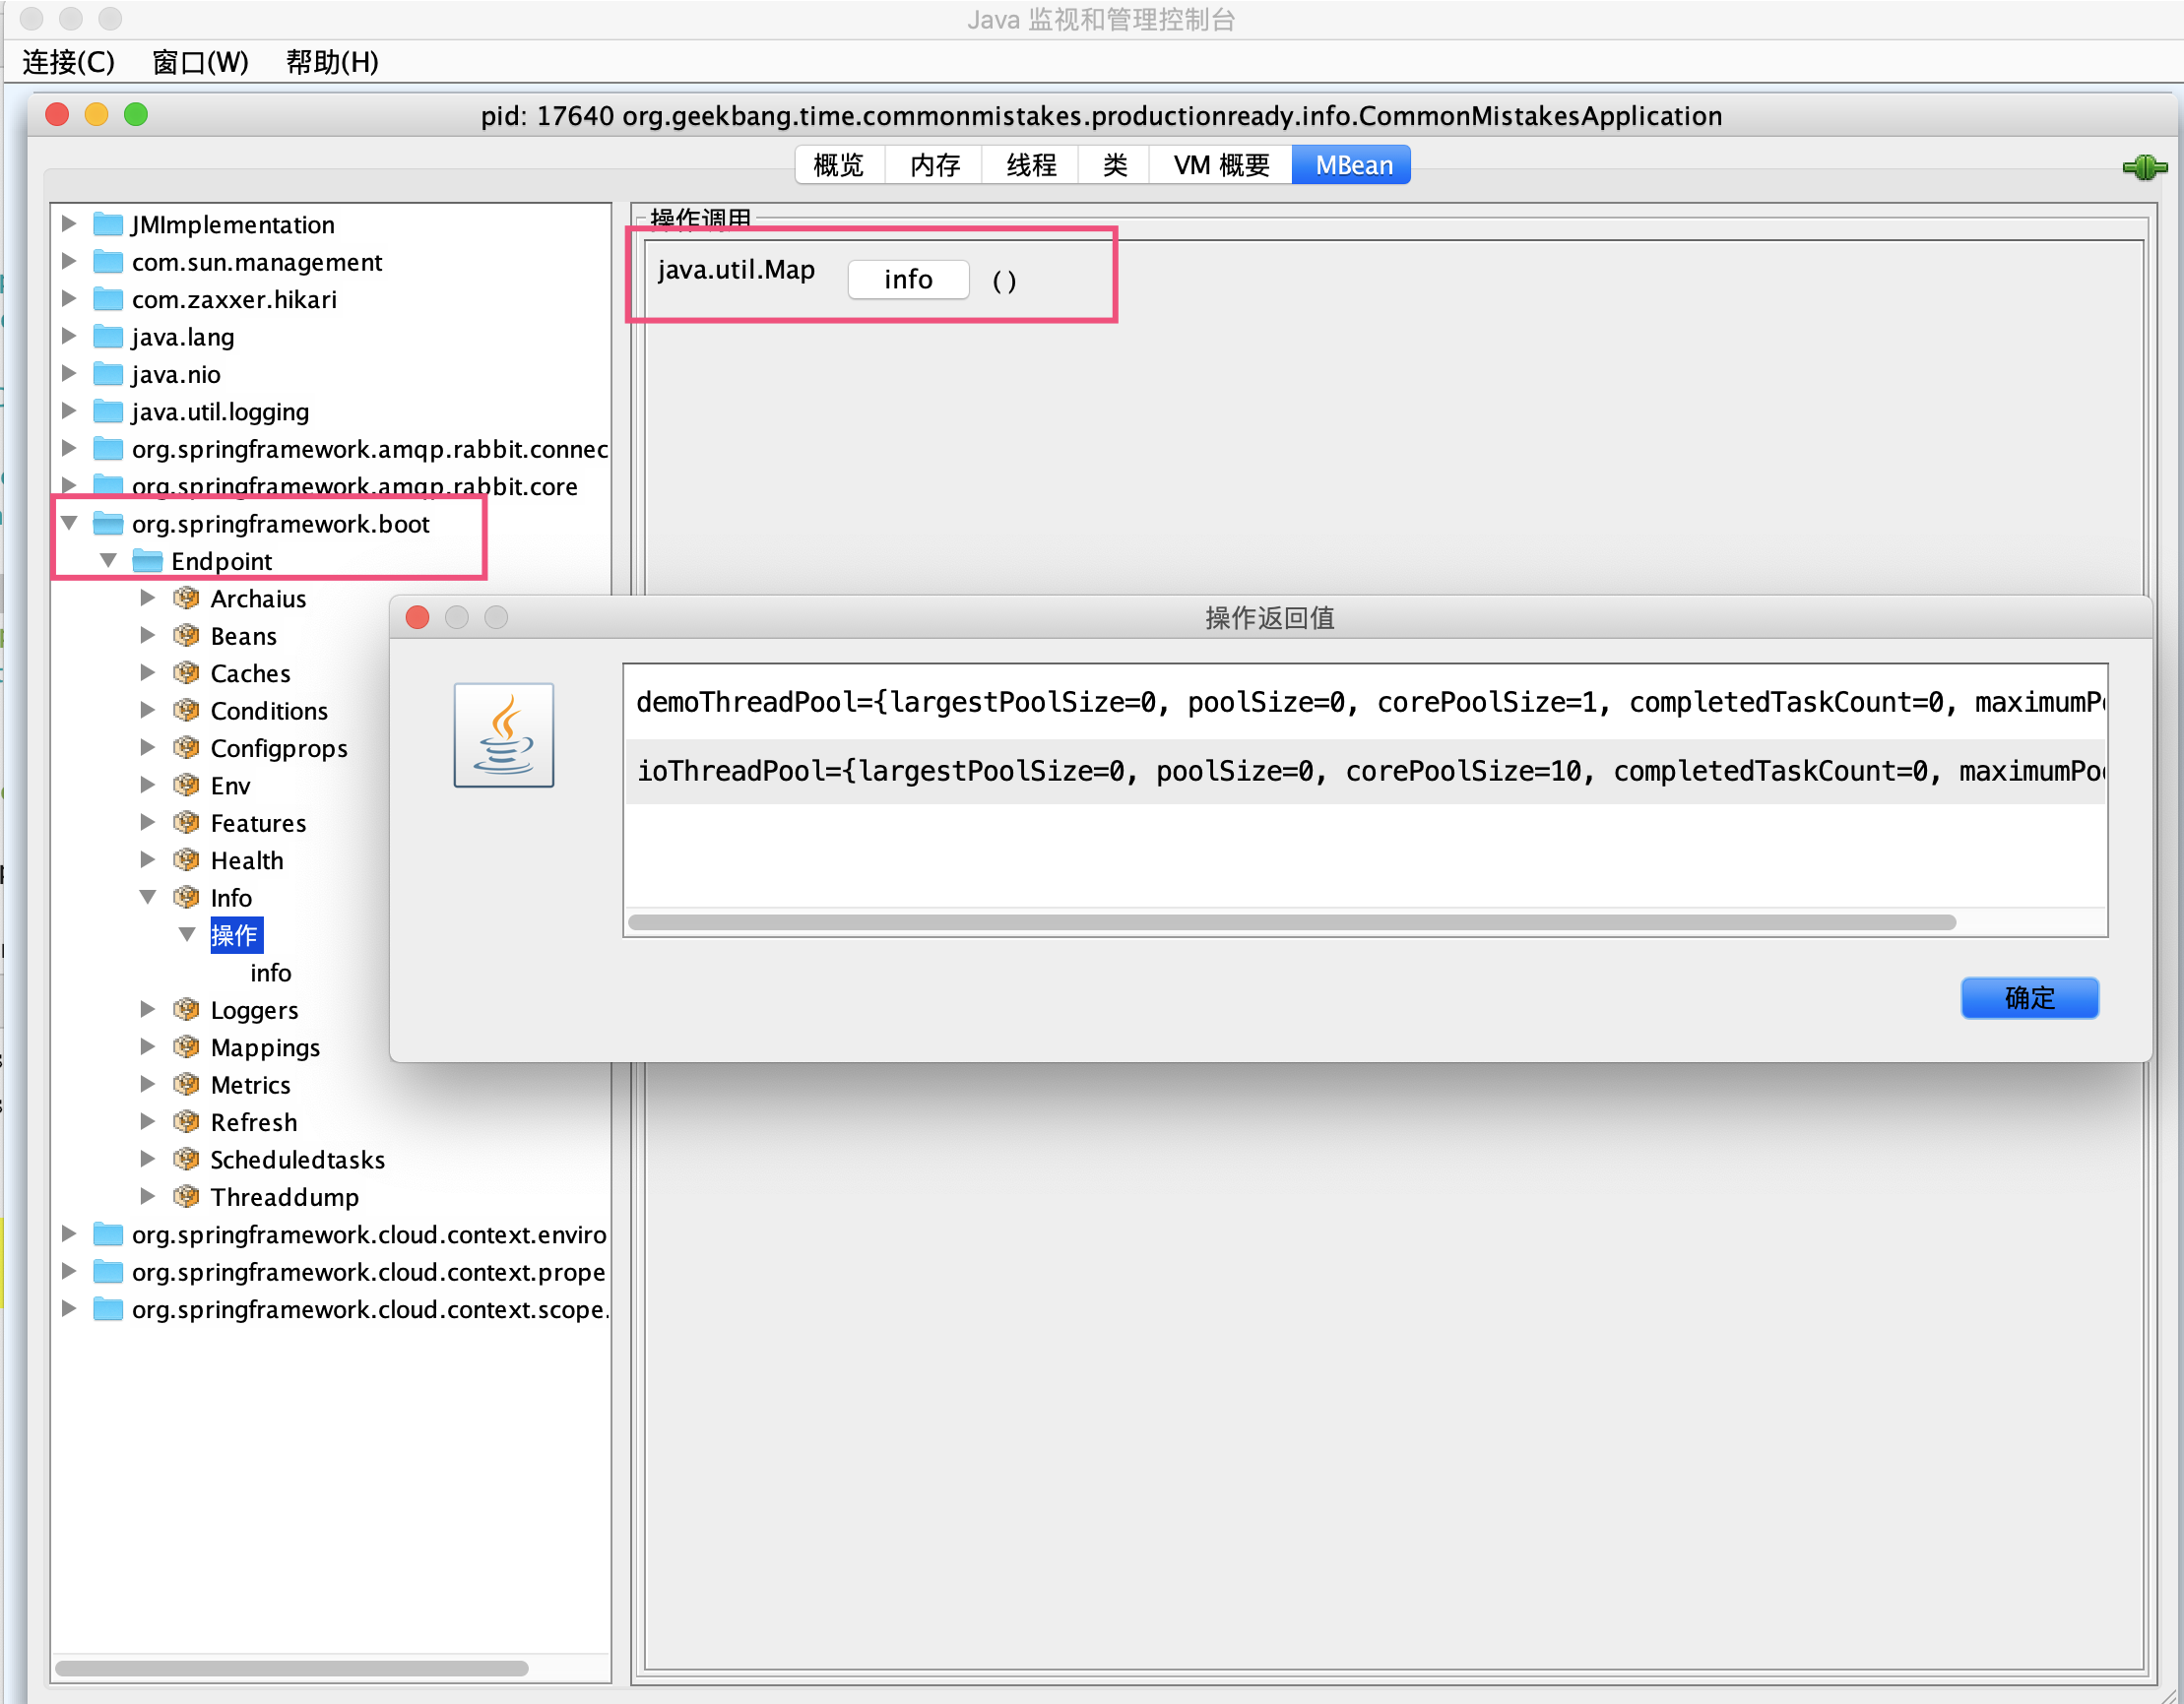 Java 监视和管理控制台
连接(C) 窗口(W) 帮助(H)
pid: 17640 org.geekbang.time.commonmistakes.productionready.info.CommonMistakesApplication
概览 内存 线程 类 VM 概要 MBean
JMImplementation
com.sun.management
com.zaxxer.hikari
java.lang
java.nio
java.util.logging
org.springframework.amqp.rabbit.connec
org.springframework.amqp.rabbit.core
org.springframework.boot
Endpoint
Archaius
Beans
Caches
Conditions
Configprops
Env
Features
Health
Info
操作
info
Loggers
Mappings
Metrics
Refresh
Scheduledtasks
Threaddump
org.springframework.cloud.context.enviro
org.springframework.cloud.context.prope
org.springframework.cloud.context.scope.
操作调用
java.util.Map info ()
操作返回值
demoThreadPool={largestPoolSize=0, poolSize=0, corePoolSize=1, completedTaskCount=0, maximumP
ioThreadPool={largestPoolSize=0, poolSize=0, corePoolSize=10, completedTaskCount=0, maximumPo
确定